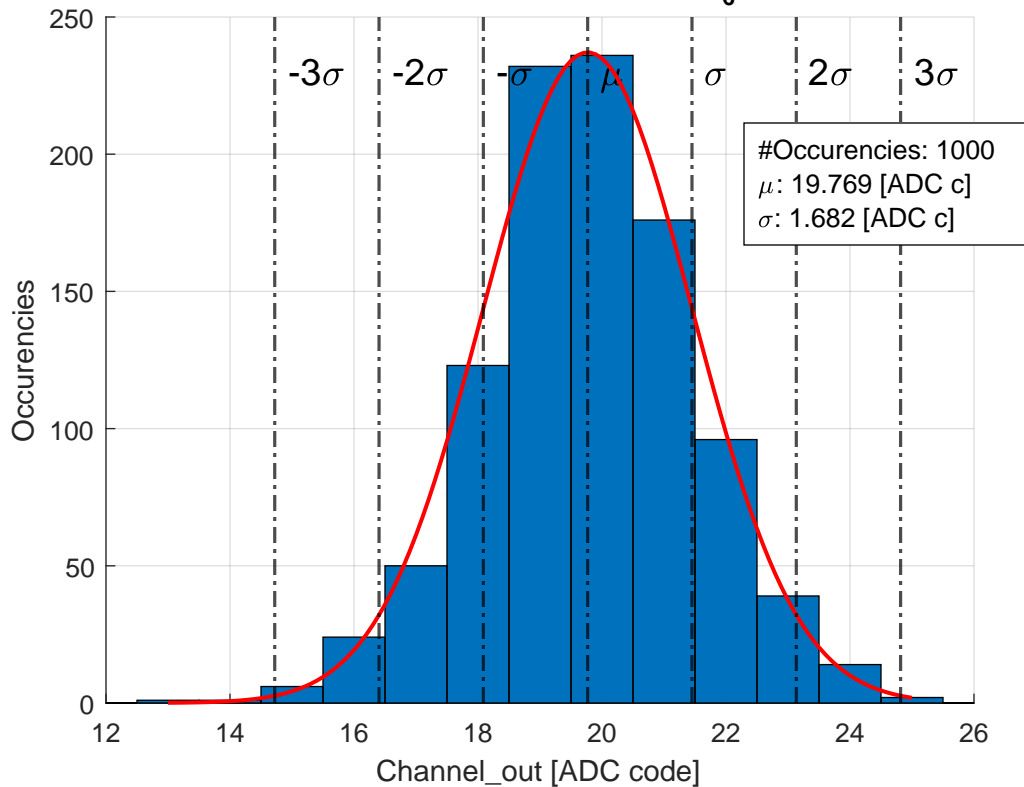 250
-3σ -2σ -σ μ σ 2σ 3σ
200
#Occurencies: 1000
μ: 19.769 [ADC c]
σ: 1.682 [ADC c]
150
Occurencies
100
50
0
12 14 16 18 20 22 24 26
Channel_out [ADC code]